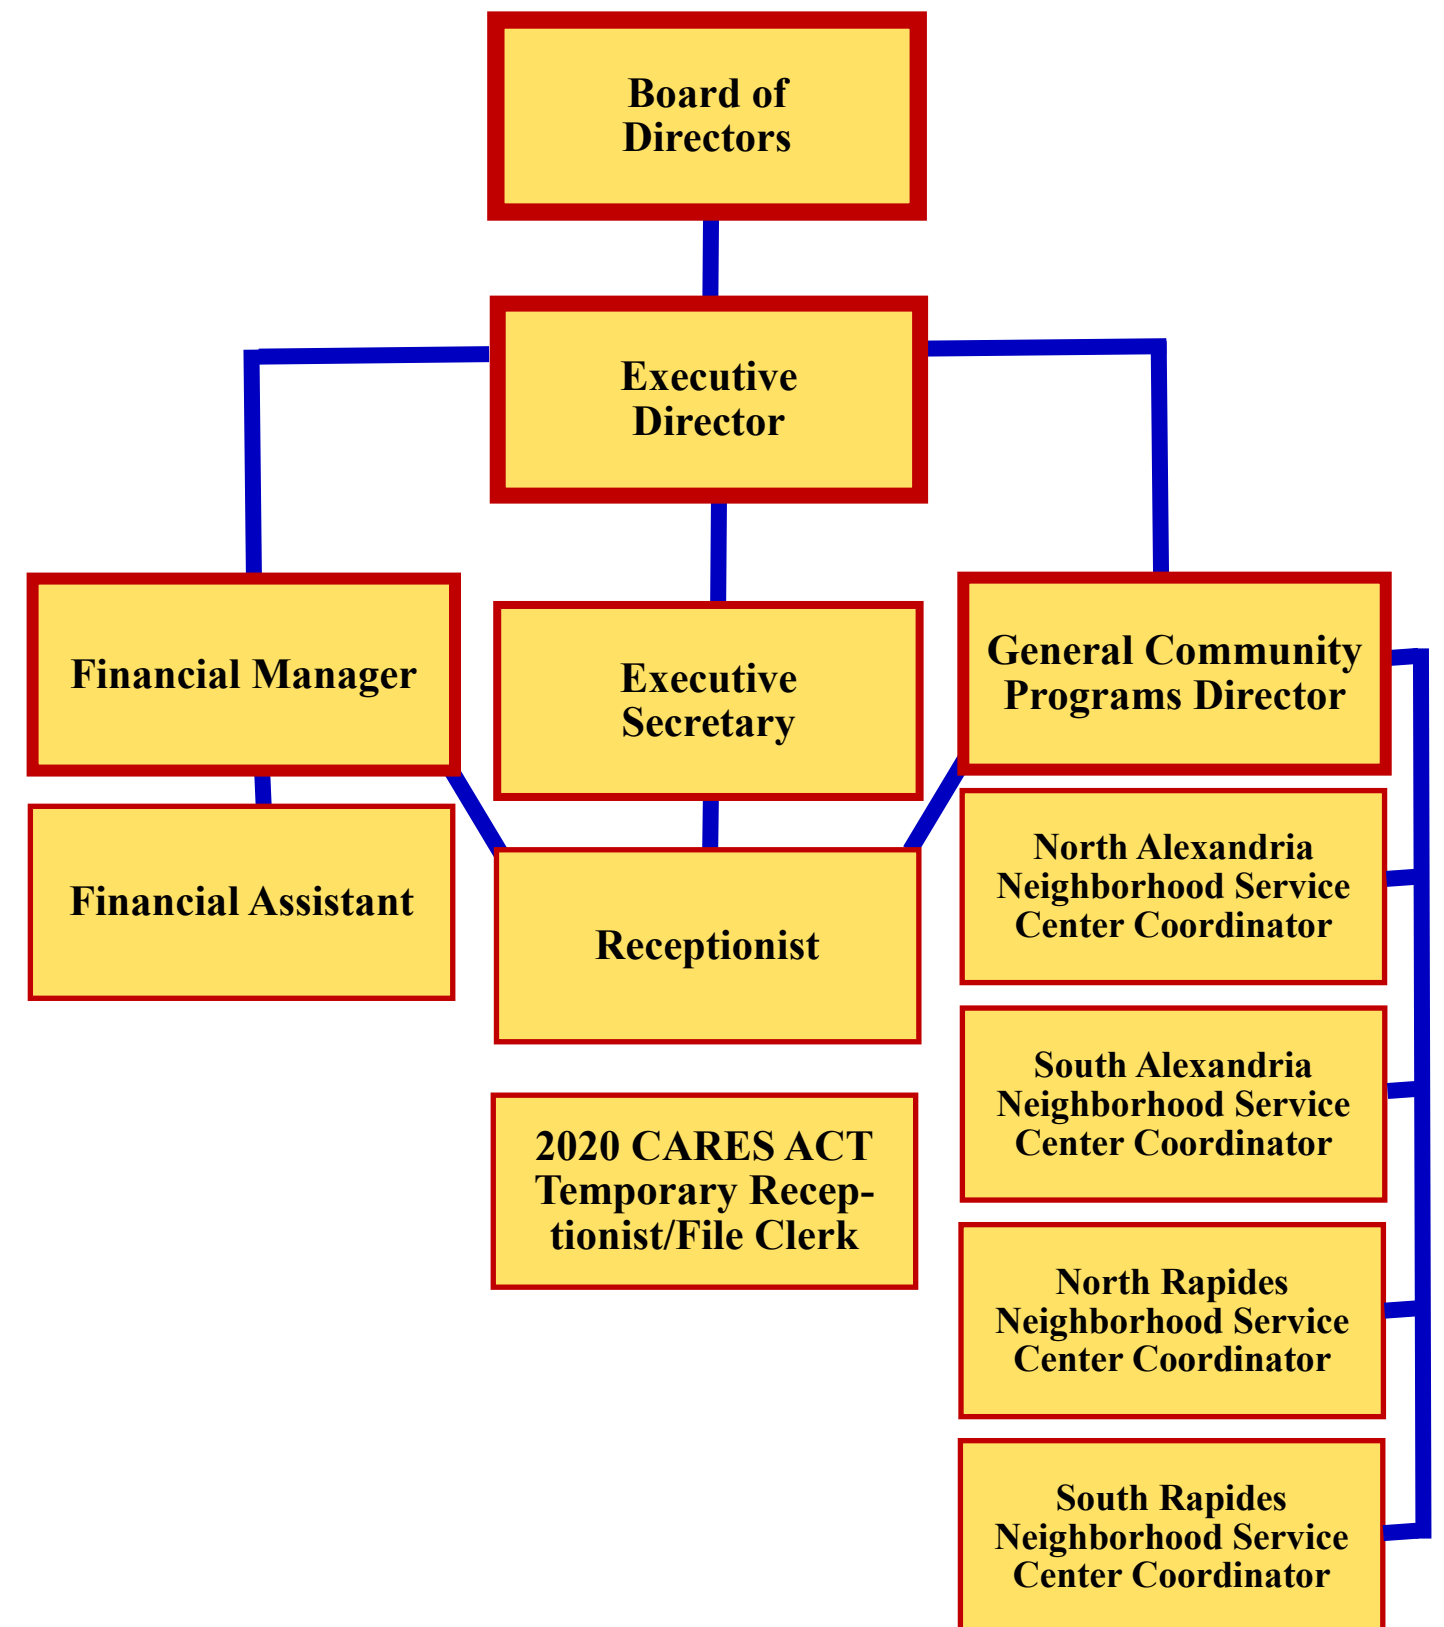 Board of
Directors
Executive
Director
Financial Manager
Executive
Secretary
General Community
Programs Director
Financial Assistant
Receptionist
North Alexandria
Neighborhood Service
Center Coordinator
South Alexandria
Neighborhood Service
Center Coordinator
2020 CARES ACT
Temporary Recep-
tionist/File Clerk
North Rapides
Neighborhood Service
Center Coordinator
South Rapides
Neighborhood Service
Center Coordinator